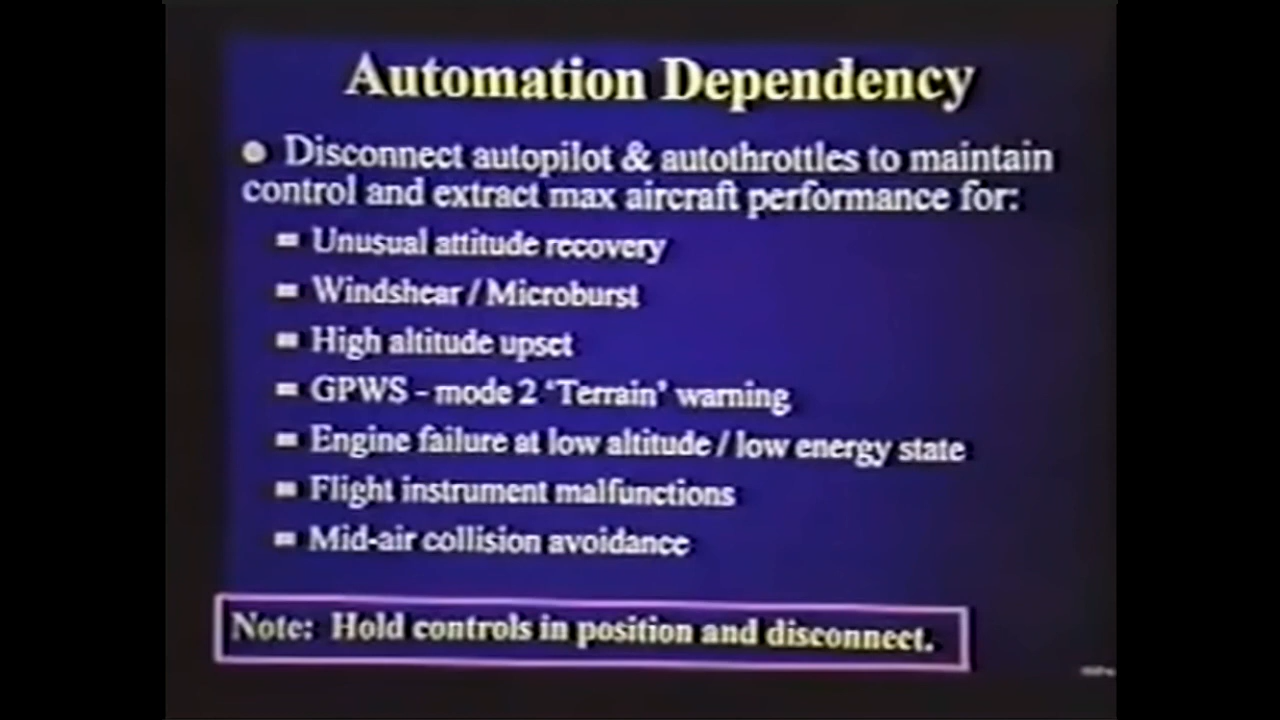 Automation Dependency
Disconnect autopilot & autothrottles to maintain
control and extract max aircraft performance for:
Unusual attitude recovery
Windshear / Microburst
High altitude upset
GPWS - mode 2 'Terrain' warning
Engine failure at low altitude / low energy state
Flight instrument malfunctions
Mid-air collision avoidance
Note: Hold controls in position and disconnect.